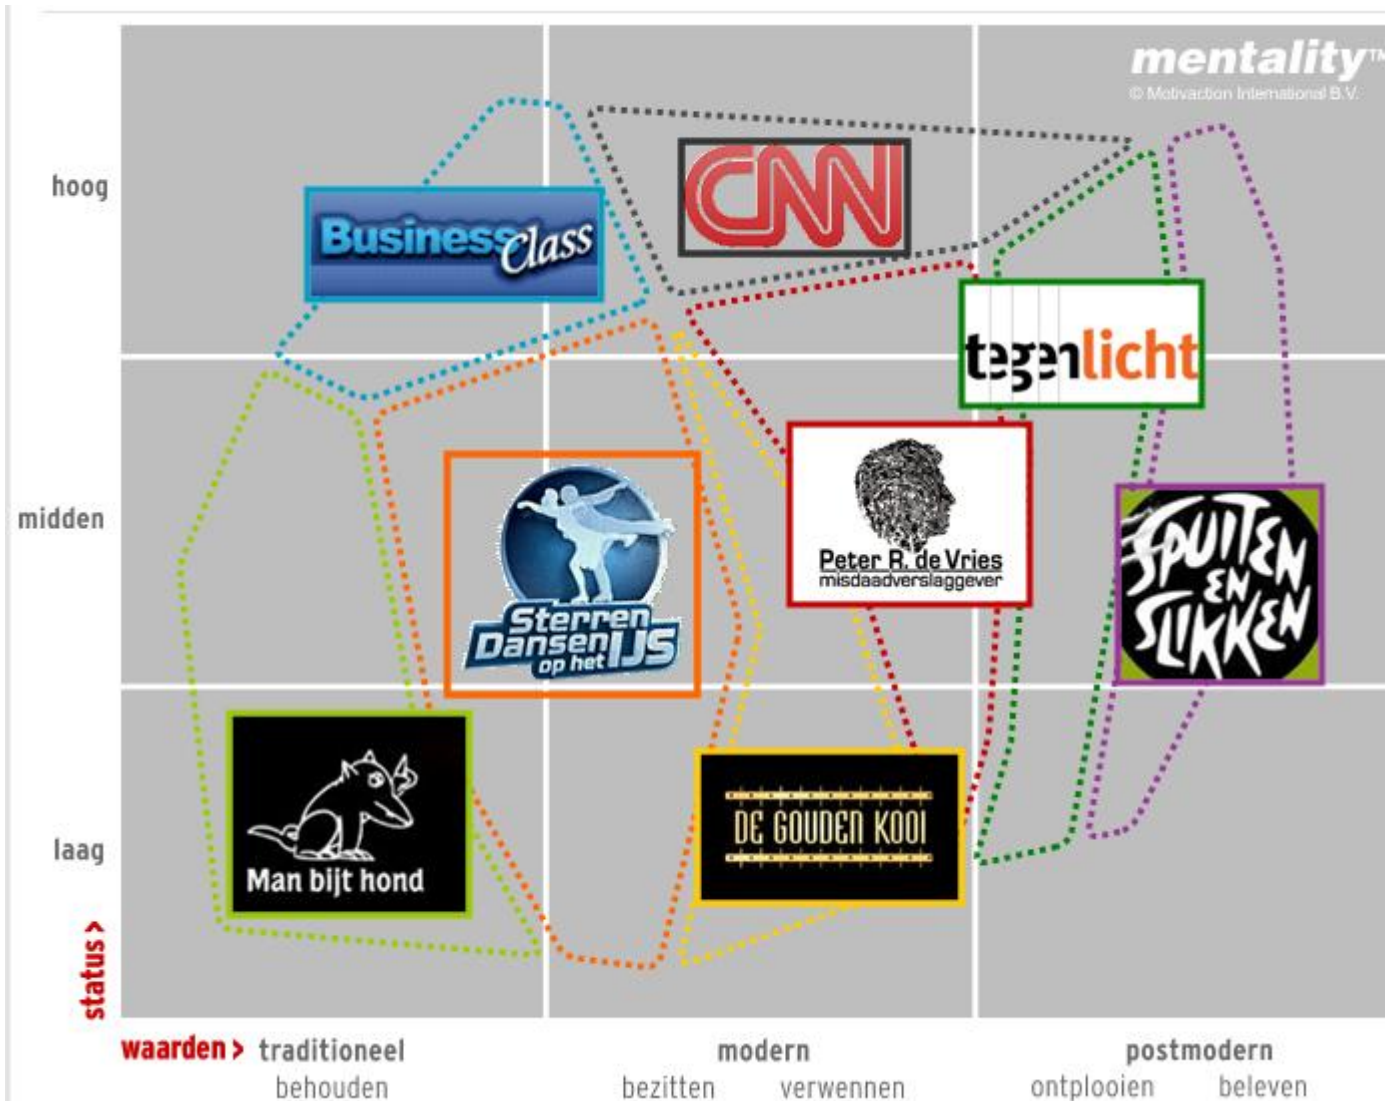 mentality™
© Motivaction International B.V.
hoog
CNN
Business Class
tegenlicht
midden
Peter R. de Vries
misdaadverslaggever
SPUITEN
EN
SLIKKEN
Sterren
Dansen
op het IJS
laag
DE GOUDEN KOOI
Man bijt hond
status >
waarden > traditioneel modern postmodern
behouden bezitten verwennen ontplooien beleven